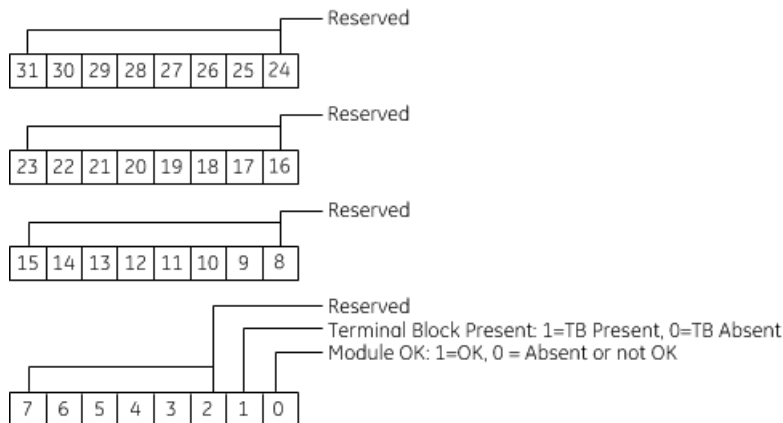 Reserved
31 30 29 28 27 26 25 24
Reserved
23 22 21 20 19 18 17 16
Reserved
15 14 13 12 11 10 9 8
Reserved
Terminal Block Present: 1=TB Present, 0=TB Absent
Module OK: 1=OK, 0 = Absent or not OK
7 6 5 4 3 2 1 0